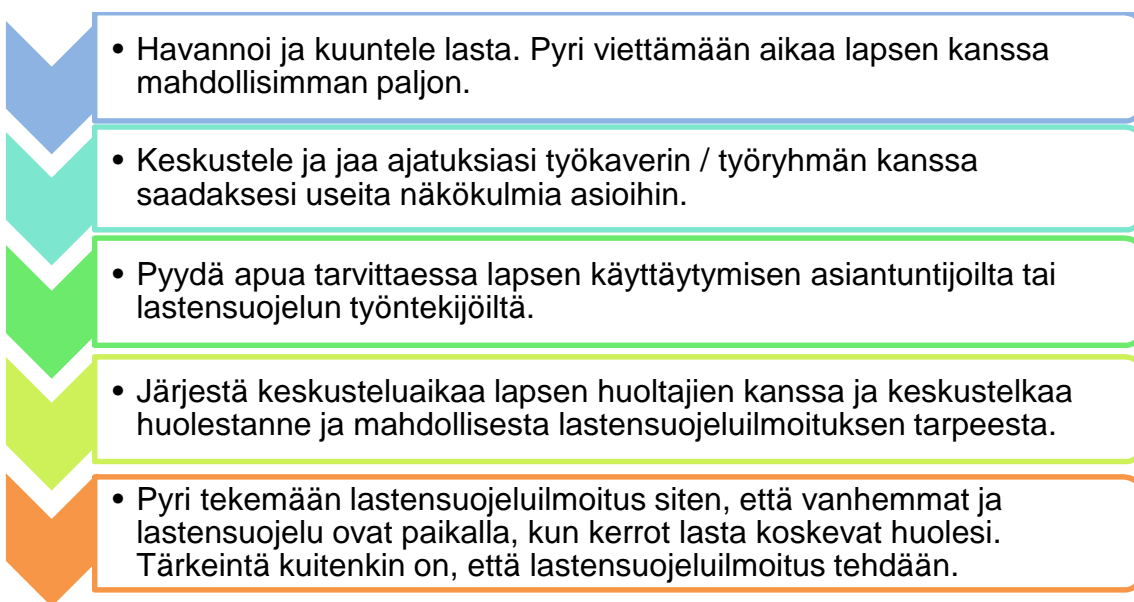 • Havannoi ja kuuntele lasta. Pyri viettämään aikaa lapsen kanssa
mahdollisimman paljon.
• Keskustele ja jaa ajatuksiasi työkaverin / työryhmän kanssa
saadaksesi useita näkökulmia asioihin.
• Pyydä apua tarvittaessa lapsen käyttäytymisen asiantuntijoilta tai
lastensuojelun työntekijöiltä.
• Järjestä keskusteluaikaa lapsen huoltajien kanssa ja keskustelkaa
huolestanne ja mahdollisesta lastensuojeluilmoituksen tarpeesta.
• Pyri tekemään lastensuojeluilmoitus siten, että vanhemmat ja
lastensuojelu ovat paikalla, kun kerrot lasta koskevat huolesi.
Tärkeintä kuitenkin on, että lastensuojeluilmoitus tehdään.